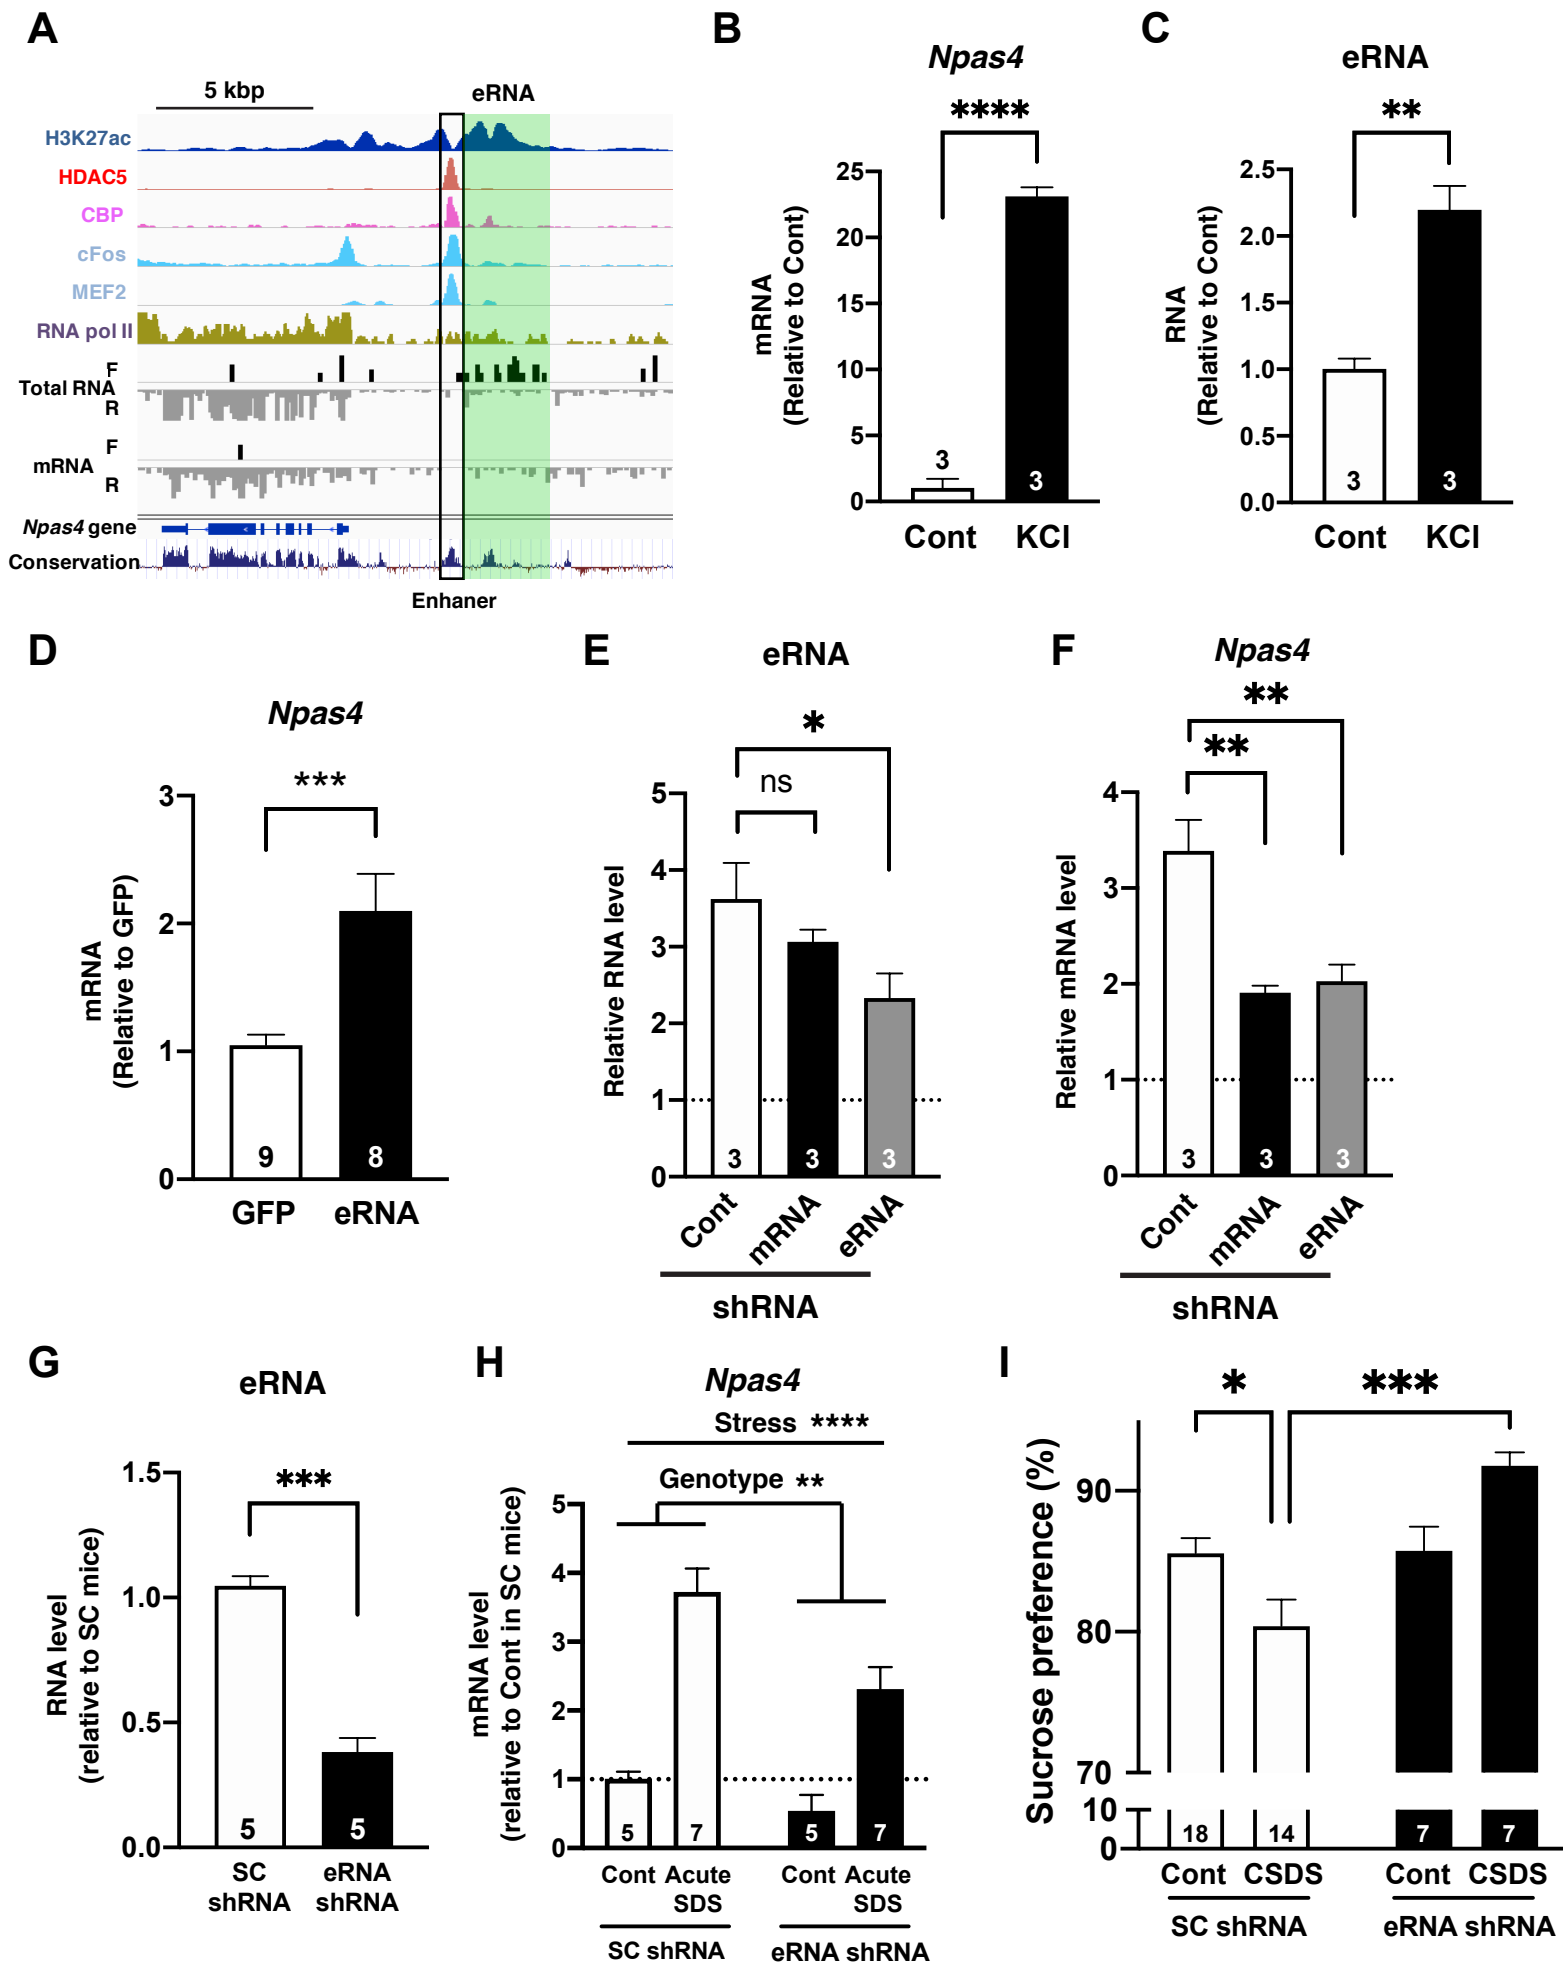 A
5 kbp
eRNA
H3K27ac
HDAC5
CBP
cFos
MEF2
RNA pol II
F
Total RNA
R
F
mRNA
R
Npas4 gene
Conservation
Enhaner
B
Npas4
****
mRNA
(Relative to Cont)
25
20
15
10
5
0
3
3
Cont
KCl
C
eRNA
**
RNA
(Relative to Cont)
2.5
2.0
1.5
1.0
0.5
0.0
3
3
Cont
KCl
D
Npas4
***
mRNA
(Relative to GFP)
3
2
1
0
9
8
GFP
eRNA
E
eRNA
*
ns
Relative RNA level
5
4
3
2
1
0
3
3
3
Cont
mRNA
eRNA
shRNA
F
Npas4
**
**
Relative mRNA level
4
3
2
1
0
3
3
3
Cont
mRNA
eRNA
shRNA
G
eRNA
***
RNA level
(relative to SC mice)
1.5
1.0
0.5
0.0
5
5
SC
shRNA
eRNA
shRNA
H
Npas4
Stress ****
Genotype **
mRNA level
(relative to Cont in SC mice)
5
4
3
2
1
0
5
7
5
7
Cont
Acute
SDS
Cont
Acute
SDS
SC shRNA
eRNA shRNA
I
*
***
Sucrose preference (%)
90
80
70
10
0
18
14
7
7
Cont
CSDS
Cont
CSDS
SC shRNA
eRNA shRNA